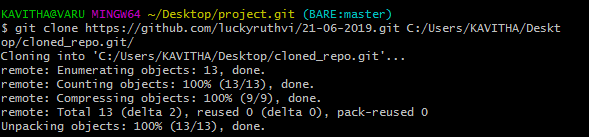 KAVITHA@VARU MINGW64 ~/Desktop/project.git (BARE:master)
$ git clone https://github.com/luckyruthvi/21-06-2019.git C:/Users/KAVITHA/Deskt
op/cloned_repo.git/
Cloning into 'C:/Users/KAVITHA/Desktop/cloned_repo.git'...
remote: Enumerating objects: 13, done.
remote: Counting objects: 100% (13/13), done.
remote: Compressing objects: 100% (9/9), done.
remote: Total 13 (delta 2), reused 0 (delta 0), pack-reused 0
Unpacking objects: 100% (13/13), done.